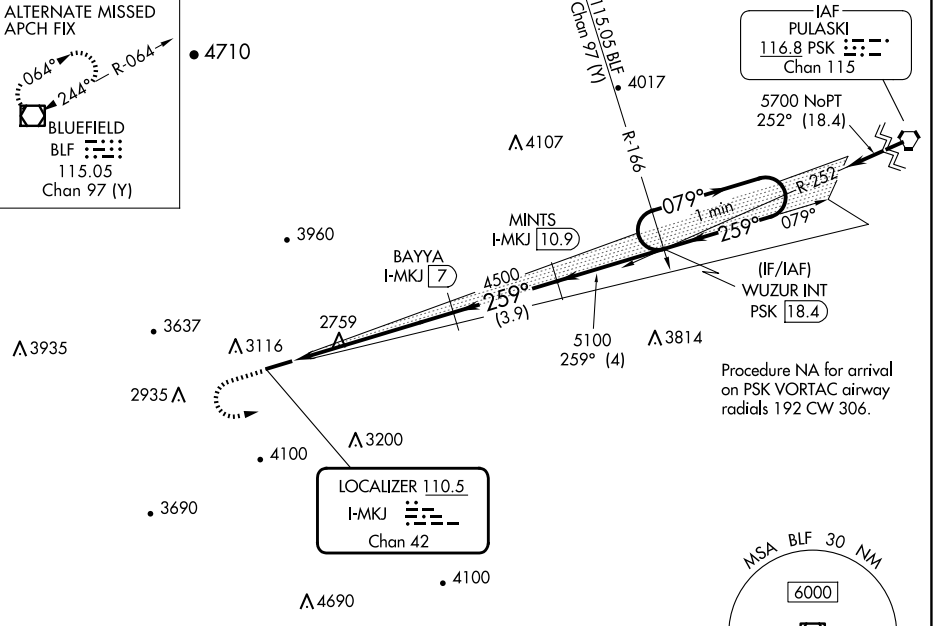 ALTERNATE MISSED
APCH FIX
064°
244°
R-064
BLUEFIELD
BLF
115.05
Chan 97 (Y)
4710
115.05 BLF
Chan 97 (Y)
R-166
4017
IAF
PULASKI
116.8 PSK
Chan 115
5700 NoPT
252° (18.4)
4107
R-252
079°
1 min
259°
079°
MINTS
I-MKJ 10.9
3960
BAYYA
I-MKJ 7
4500
259°
(3.9)
(IF/IAF)
WUZUR INT
PSK 18.4
5100
259° (4)
3814
3637
2759
3935
3116
2935
Procedure NA for arrival
on PSK VORTAC airway
radials 192 CW 306.
3200
4100
LOCALIZER 110.5
I-MKJ
Chan 42
3690
4100
4690
MSA BLF 30 NM
6000